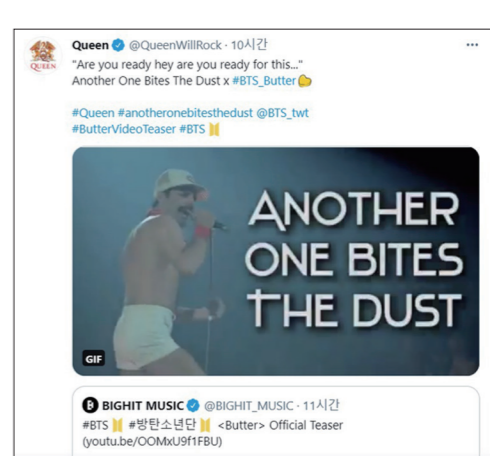 Queen @QueenWillRock · 10시간
QUEEN
"Are you ready hey are you ready for this..."
Another One Bites The Dust x #BTS_Butter
#Queen #anotheronebitesthedust @BTS_twt
#ButterVideoTeaser #BTS
ANOTHER
ONE BITES
THE DUST
GIF
BIGHIT MUSIC @BIGHIT_MUSIC · 11시간
#BTS #방탄소년단 <Butter> Official Teaser
(youtu.be/OOMxU9f1FBU)